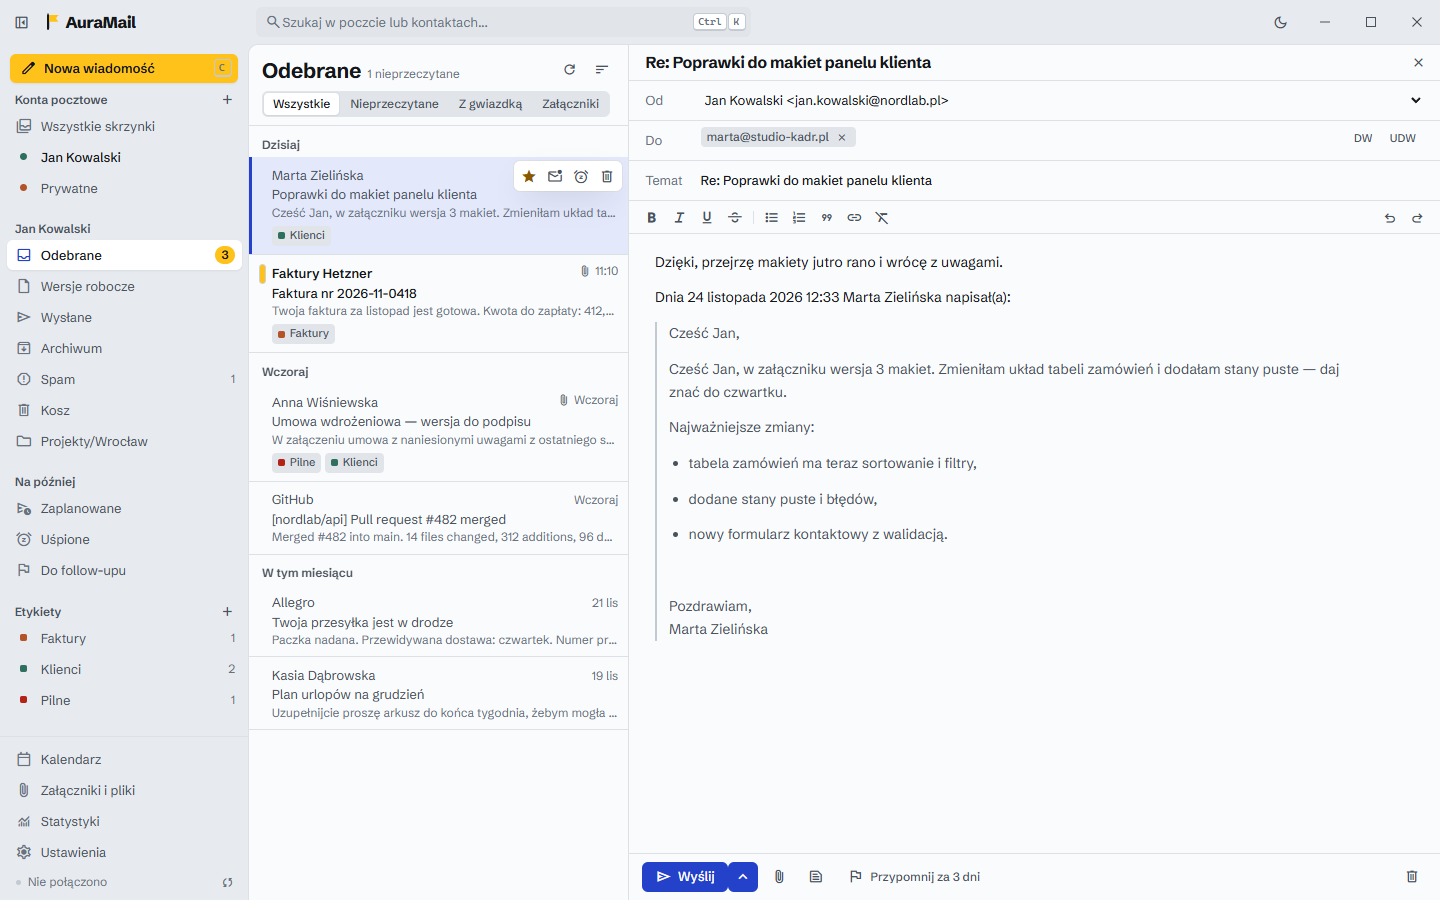 AuraMail
Szukaj w poczcie lub kontaktach...
Ctrl K
Nowa wiadomość
C
Konta pocztowe
Wszystkie skrzynki
Jan Kowalski
Prywatne
Jan Kowalski
Odebrane 3
Wersje robocze
Wysłane
Archiwum
Spam 1
Kosz
Projekty/Wrocław
Na później
Zaplanowane
Uśpione
Do follow-upu
Etykiety
Faktury 1
Klienci 2
Pilne 1
Kalendarz
Załączniki i pliki
Statystyki
Ustawienia
Nie połączono
Odebrane 1 nieprzeczytane
Wszystkie Nieprzeczytane Z gwiazdką Załączniki
Dzisiaj
Marta Zielińska
Poprawki do makiet panelu klienta
Cześć Jan, w załączniku wersja 3 makiet. Zmieniłam układ ta...
Klienci
Faktury Hetzner 11:10
Faktura nr 2026-11-0418
Twoja faktura za listopad jest gotowa. Kwota do zapłaty: 412,...
Faktury
Wczoraj
Anna Wiśniewska Wczoraj
Umowa wdrożeniowa — wersja do podpisu
W załączeniu umowa z naniesionymi uwagami z ostatniego s...
Pilne Klienci
GitHub Wczoraj
[nordlab/api] Pull request #482 merged
Merged #482 into main. 14 files changed, 312 additions, 96 d...
W tym miesiącu
Allegro 21 lis
Twoja przesyłka jest w drodze
Paczka nadana. Przewidywana dostawa: czwartek. Numer pr...
Kasia Dąbrowska 19 lis
Plan urlopów na grudzień
Uzupełnijcie proszę arkusz do końca tygodnia, żebym mogła ...
Re: Poprawki do makiet panelu klienta
Od Jan Kowalski <jan.kowalski@nordlab.pl>
Do marta@studio-kadr.pl DW UDW
Temat Re: Poprawki do makiet panelu klienta
Dzięki, przejrzę makiety jutro rano i wrócę z uwagami.
Dnia 24 listopada 2026 12:33 Marta Zielińska napisał(a):
Cześć Jan,
Cześć Jan, w załączniku wersja 3 makiet. Zmieniłam układ tabeli zamówień i dodałam stany puste — daj
znać do czwartku.
Najważniejsze zmiany:
• tabela zamówień ma teraz sortowanie i filtry,
• dodane stany puste i błędów,
• nowy formularz kontaktowy z walidacją.
Pozdrawiam,
Marta Zielińska
Wyślij
Przypomnij za 3 dni